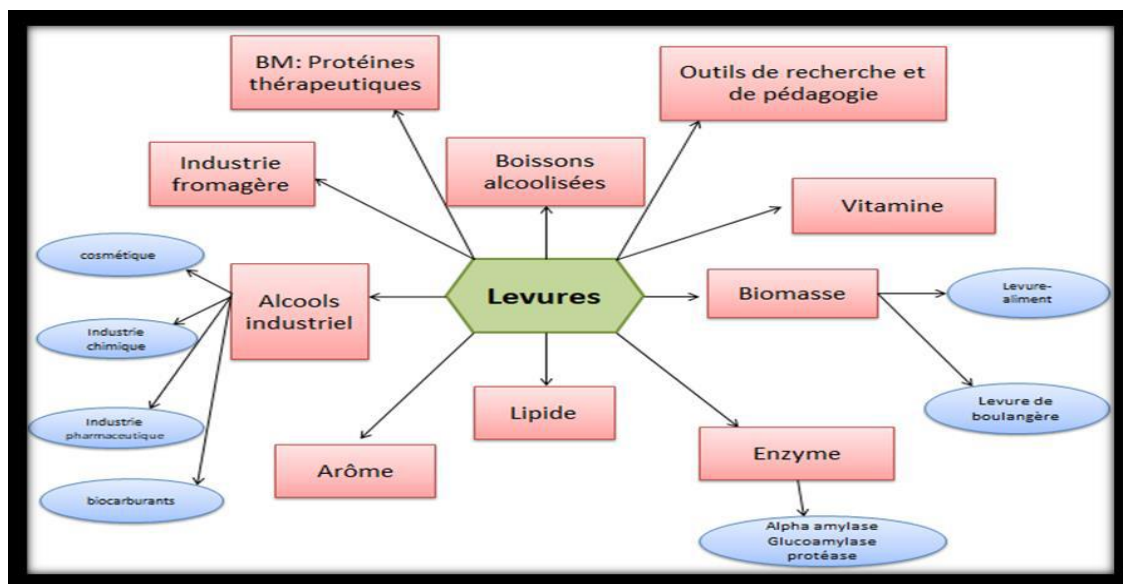 BM: Protéines
thérapeutiques
Outils de recherche et
de pédagogie
Industrie
fromagère
Boissons
alcoolisées
Vitamine
cosmétique
Alcools
industriel
Levures
Biomasse
Levure-
aliment
Industrie
chimique
Lipide
Levure de
boulangère
Industrie
pharmaceutique
Arôme
Enzyme
biocarburants
Alpha amylase
Glucoamylase
protéase